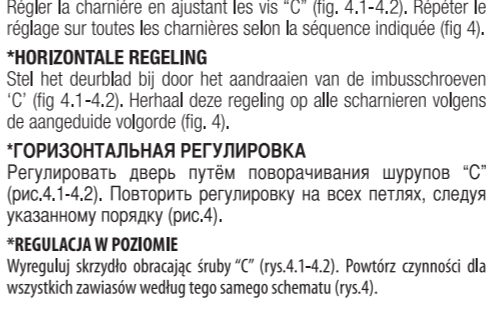 Régler la charnière en ajustant les vis “C” (fig. 4.1-4.2). Répéter le
réglage sur toutes les charnières selon la séquence indiquée (fig 4).
*HORIZONTALE REGELING
Stel het deurblad bij door het aandraaien van de imbusschroeven
‘C’ (fig 4.1-4.2). Herhaal deze regeling op alle scharnieren volgens
de aangeduide volgorde (fig. 4).
*ГОРИЗОНТАЛЬНАЯ РЕГУЛИРОВКА
Регулировать дверь путём поворачивания шурупов “C”
(рис.4.1-4.2). Повторить регулировку на всех петлях, следуя
указанному порядку (рис.4).
*REGULACJA W POZIOMIE
Wyreguluj skrzydło obracając śruby “C” (rys.4.1-4.2). Powtórz czynności dla
wszystkich zawiasów według tego samego schematu (rys.4).